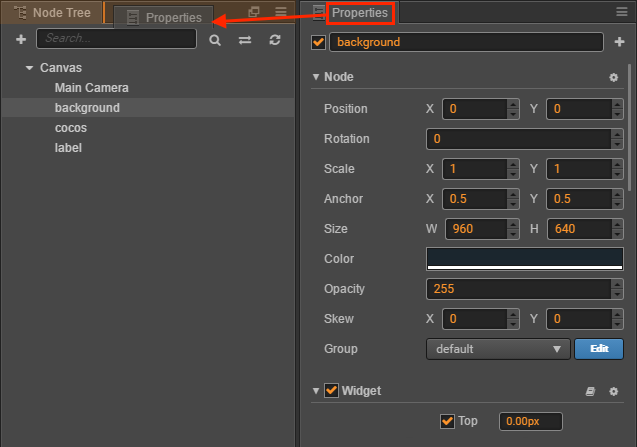 Node Tree
Properties
Search...
Canvas
Main Camera
background
cocos
label
Properties
background
Node
Position X 0 Y 0
Rotation 0
Scale X 1 Y 1
Anchor X 0.5 Y 0.5
Size W 960 H 640
Color
Opacity 255
Skew X 0 Y 0
Group default Edit
Widget
Top 0.00px